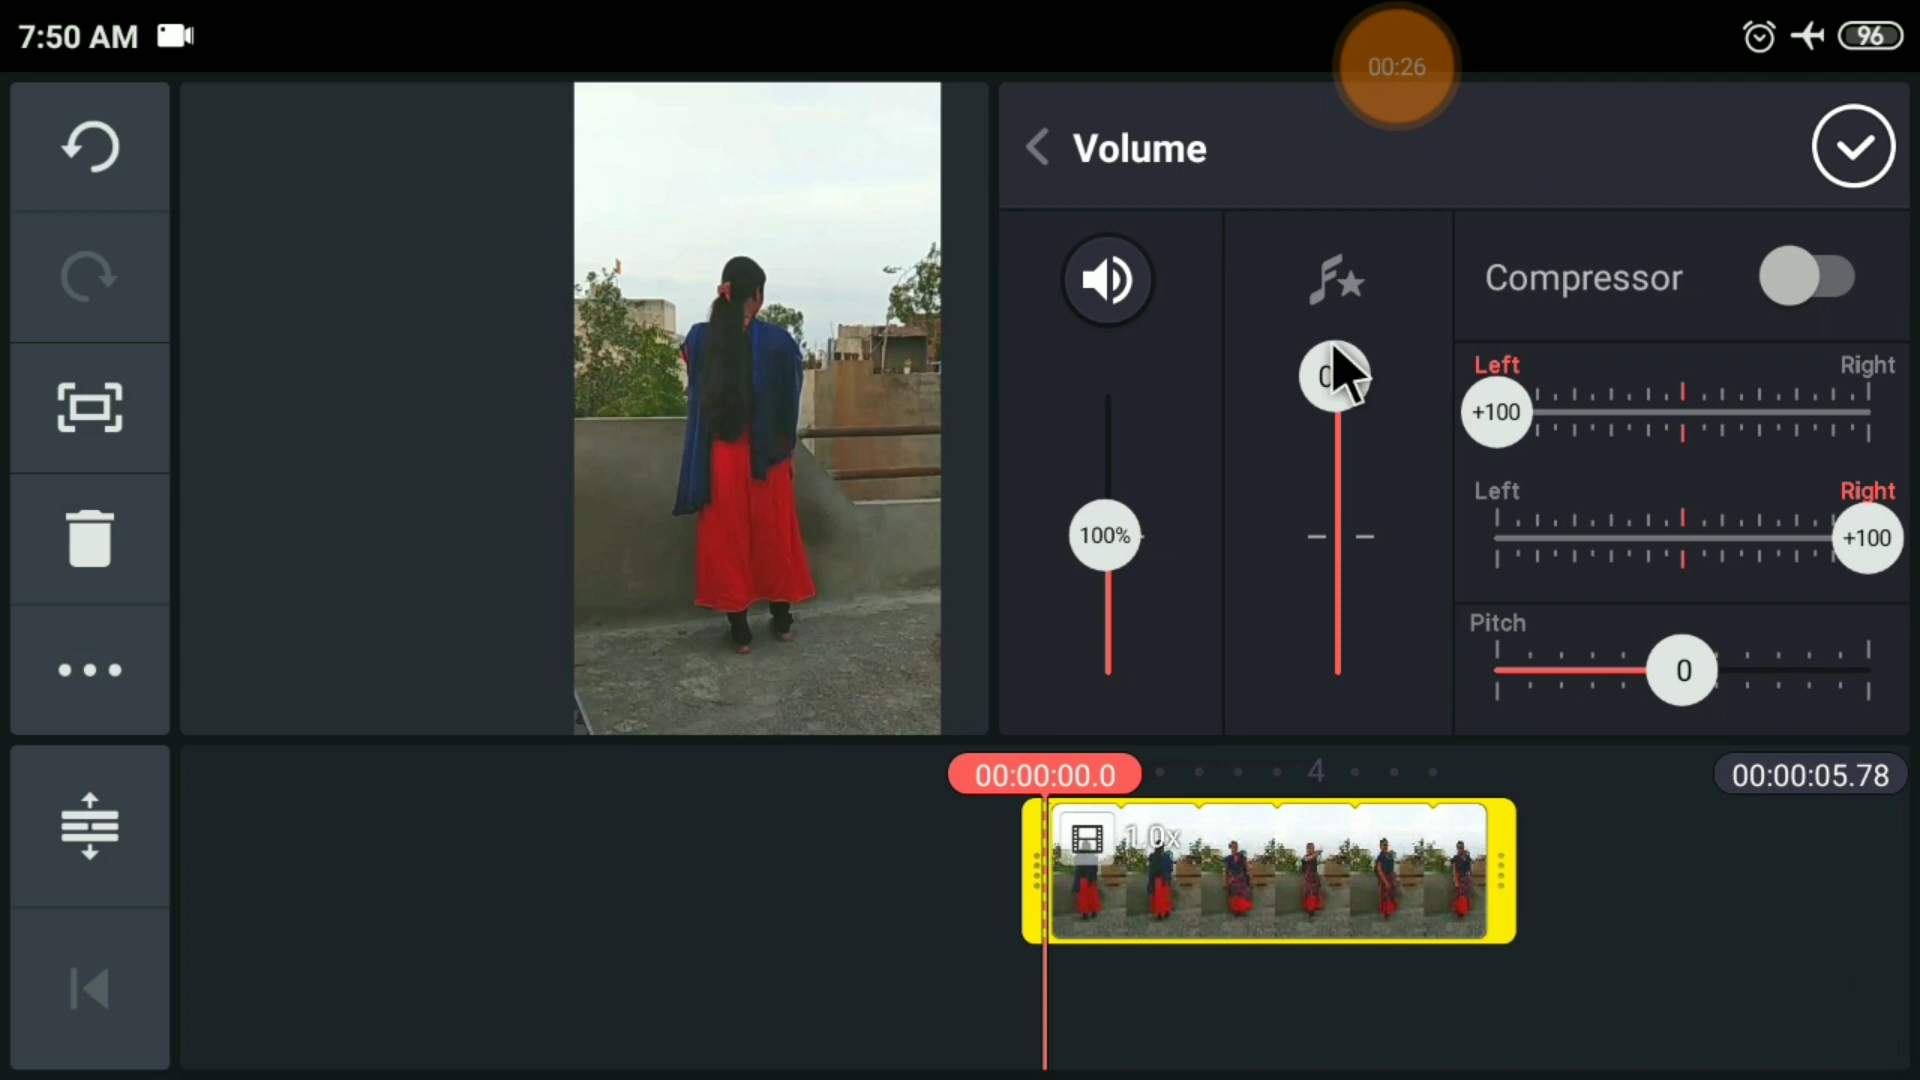 7:50 AM
96
00:26
Volume
Compressor
Left Right
+100
Left Right
+100
100%
Pitch
0
00:00:00.0
4
00:00:05.78
1.0x